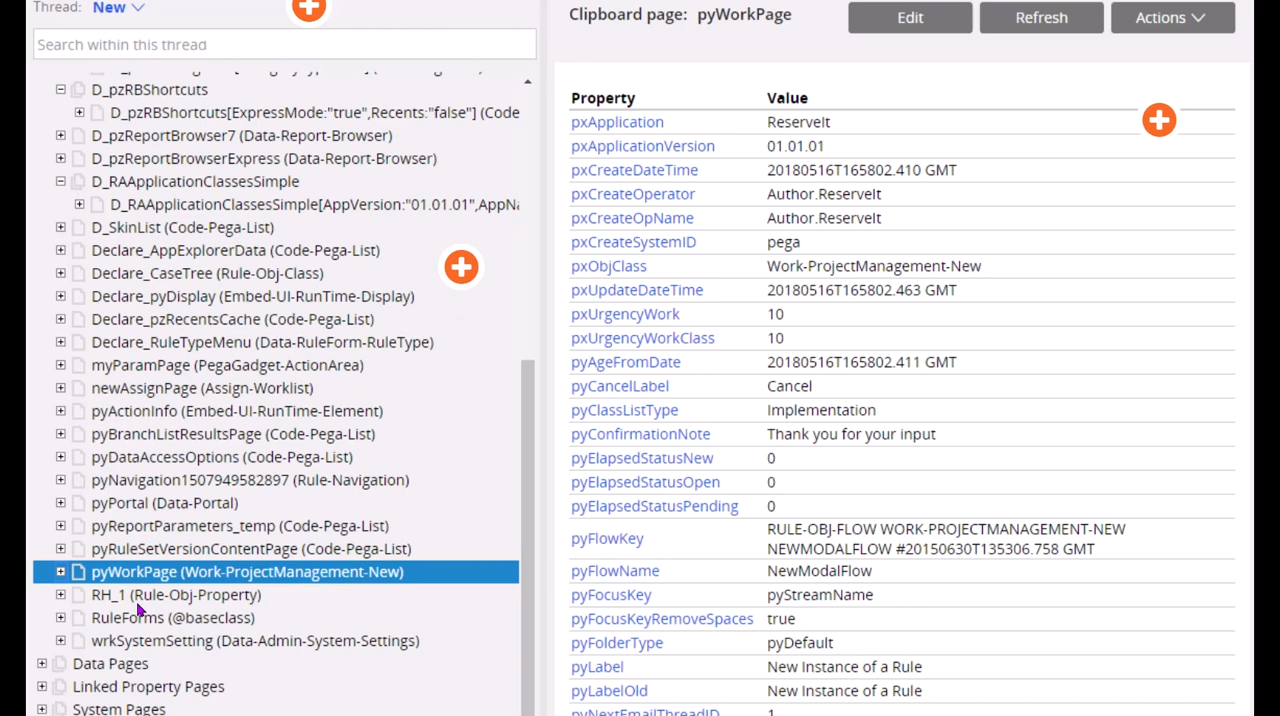 Thread: New
Search within this thread
D_pzRBShortcuts
D_pzRBShortcuts[ExpressMode:"true",Recents:"false"] (Code
D_pzReportBrowser7 (Data-Report-Browser)
D_pzReportBrowserExpress (Data-Report-Browser)
D_RAApplicationClassesSimple
D_RAApplicationClassesSimple[AppVersion:"01.01.01",AppNa
D_SkinList (Code-Pega-List)
Declare_AppExplorerData (Code-Pega-List)
Declare_CaseTree (Rule-Obj-Class)
Declare_pyDisplay (Embed-UI-RunTime-Display)
Declare_pzRecentsCache (Code-Pega-List)
Declare_RuleTypeMenu (Data-RuleForm-RuleType)
myParamPage (PegaGadget-ActionArea)
newAssignPage (Assign-Worklist)
pyActionInfo (Embed-UI-RunTime-Element)
pyBranchListResultsPage (Code-Pega-List)
pyDataAccessOptions (Code-Pega-List)
pyNavigation1507949582897 (Rule-Navigation)
pyPortal (Data-Portal)
pyReportParameters_temp (Code-Pega-List)
pyRuleSetVersionContentPage (Code-Pega-List)
pyWorkPage (Work-ProjectManagement-New)
RH_1 (Rule-Obj-Property)
RuleForms (@baseclass)
wrkSystemSetting (Data-Admin-System-Settings)
Data Pages
Linked Property Pages
System Pages
Clipboard page: pyWorkPage
Edit
Refresh
Actions
Property Value
pxApplication ReserveIt
pxApplicationVersion 01.01.01
pxCreateDateTime 20180516T165802.410 GMT
pxCreateOperator Author.ReserveIt
pxCreateOpName Author.ReserveIt
pxCreateSystemID pega
pxObjClass Work-ProjectManagement-New
pxUpdateDateTime 20180516T165802.463 GMT
pxUrgencyWork 10
pxUrgencyWorkClass 10
pyAgeFromDate 20180516T165802.411 GMT
pyCancelLabel Cancel
pyClassListType Implementation
pyConfirmationNote Thank you for your input
pyElapsedStatusNew 0
pyElapsedStatusOpen 0
pyElapsedStatusPending 0
pyFlowKey RULE-OBJ-FLOW WORK-PROJECTMANAGEMENT-NEW
NEWMODALFLOW #20150630T135306.758 GMT
pyFlowName NewModalFlow
pyFocusKey pyStreamName
pyFocusKeyRemoveSpaces true
pyFolderType pyDefault
pyLabel New Instance of a Rule
pyLabelOld New Instance of a Rule
pyNextEmailThreadID 1